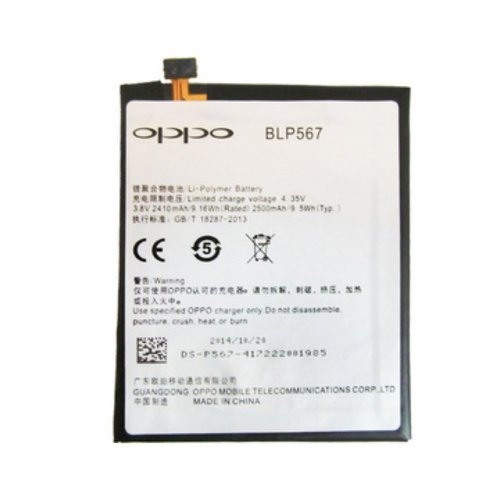 oppo BLP567
锂聚合物电池/Li-Polymer Battery
充电限制电压/Limited charge voltage 4.35V
3.8V 2410mAh/9.16Wh(Rated) 2500mAh/9.5Wh(Typ.)
执行标准: GB/T 18287-2013
CE 5
警告/Warning
仅可使用OPPO认可的充电器, 请勿拆解、刺破、挤压、高温
或丢入火中
Use specified OPPO charger only. Do not disassemble,
puncture, crush, heat, or burn
2014/10/20
DS-P567-417222001985
广东欧珀移动通信有限公司
GUANGDONG OPPO MOBILE TELECOMMUNICATIONS CORP.LTD.
中国制造/MADE IN CHINA